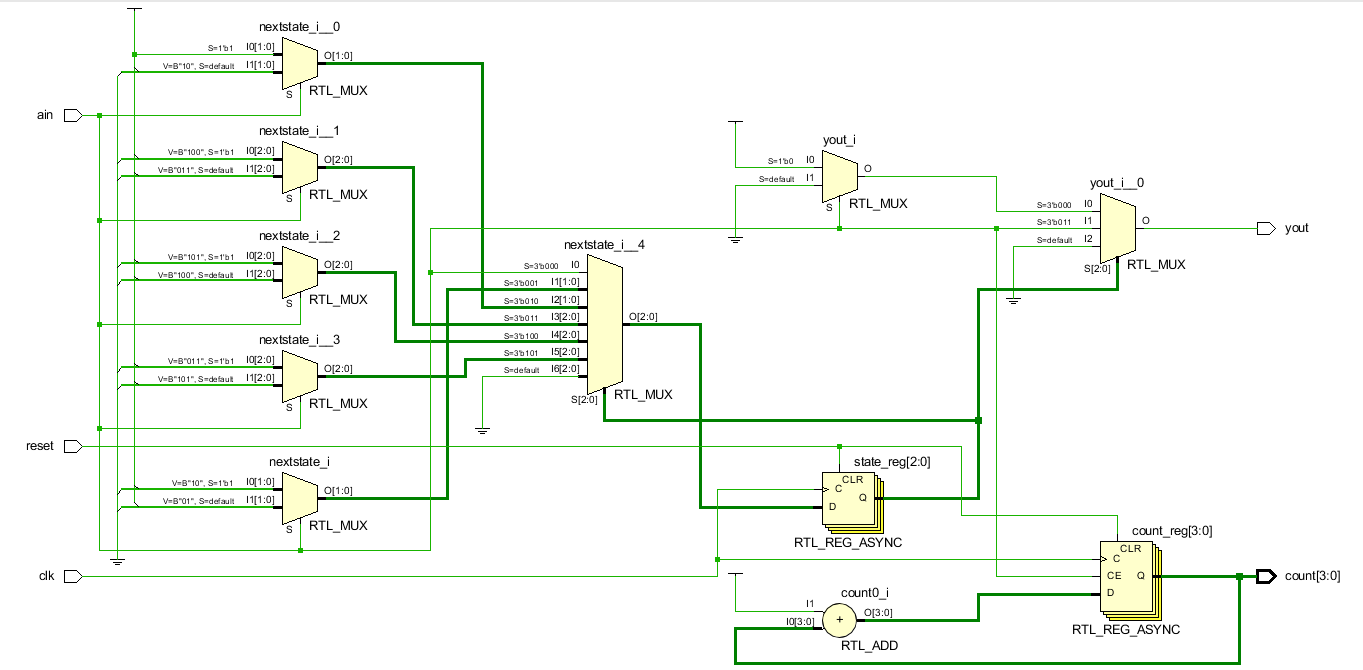 nextstate_i__0
S=1'b1 I0[1:0]
V=B"10", S=default I1[1:0]
O[1:0]
S
RTL_MUX
ain
nextstate_i__1
V=B"100", S=1'b1 I0[2:0]
V=B"011", S=default I1[2:0]
O[2:0]
S
RTL_MUX
nextstate_i__2
V=B"101", S=1'b1 I0[2:0]
V=B"100", S=default I1[2:0]
O[2:0]
S
RTL_MUX
nextstate_i__3
V=B"011", S=1'b1 I0[2:0]
V=B"101", S=default I1[2:0]
O[2:0]
S
RTL_MUX
reset
nextstate_i
V=B"10", S=1'b1 I0[1:0]
V=B"01", S=default I1[1:0]
O[1:0]
S
RTL_MUX
clk
nextstate_i__4
S=3'b000 I0
S=3'b001 I1[1:0]
S=3'b010 I2[1:0]
S=3'b011 I3[2:0]
S=3'b100 I4[2:0]
S=3'b101 I5[2:0]
S=default I6[2:0]
O[2:0]
S[2:0]
RTL_MUX
yout_i
S=1'b0 I0
S=default I1
O
S
RTL_MUX
yout_i__0
S=3'b000 I0
S=3'b011 I1
S=default I2
O
S[2:0]
RTL_MUX
yout
state_reg[2:0]
CLR
C
Q
D
RTL_REG_ASYNC
count_reg[3:0]
CLR
C
CE Q
D
RTL_REG_ASYNC
count[3:0]
count0_i
I1
I0[3:0]
+
O[3:0]
RTL_ADD